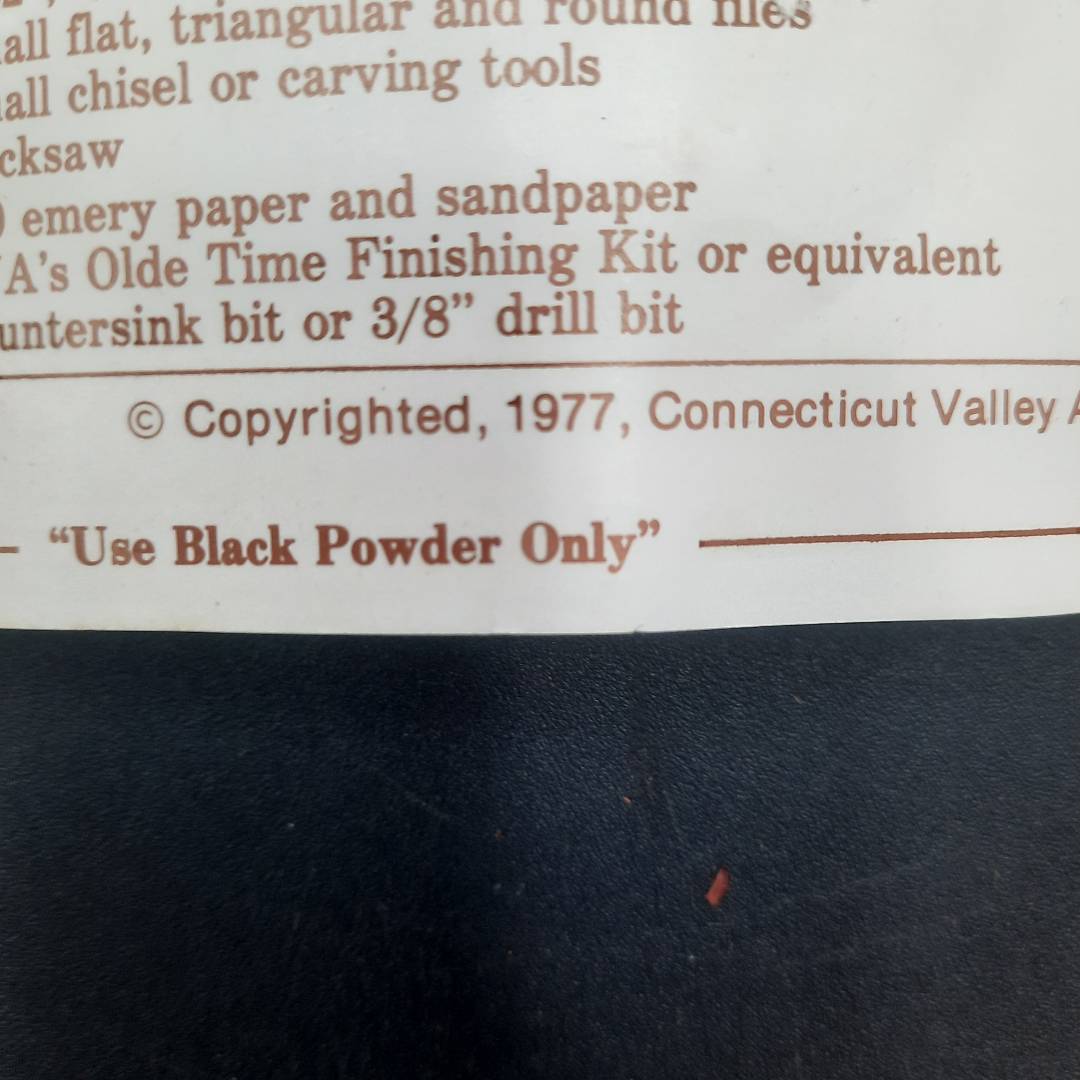 all flat, triangular and round files
all chisel or carving tools
cksaw
) emery paper and sandpaper
A's Olde Time Finishing Kit or equivalent
untersink bit or 3/8” drill bit
© Copyrighted, 1977, Connecticut Valley A
“Use Black Powder Only”